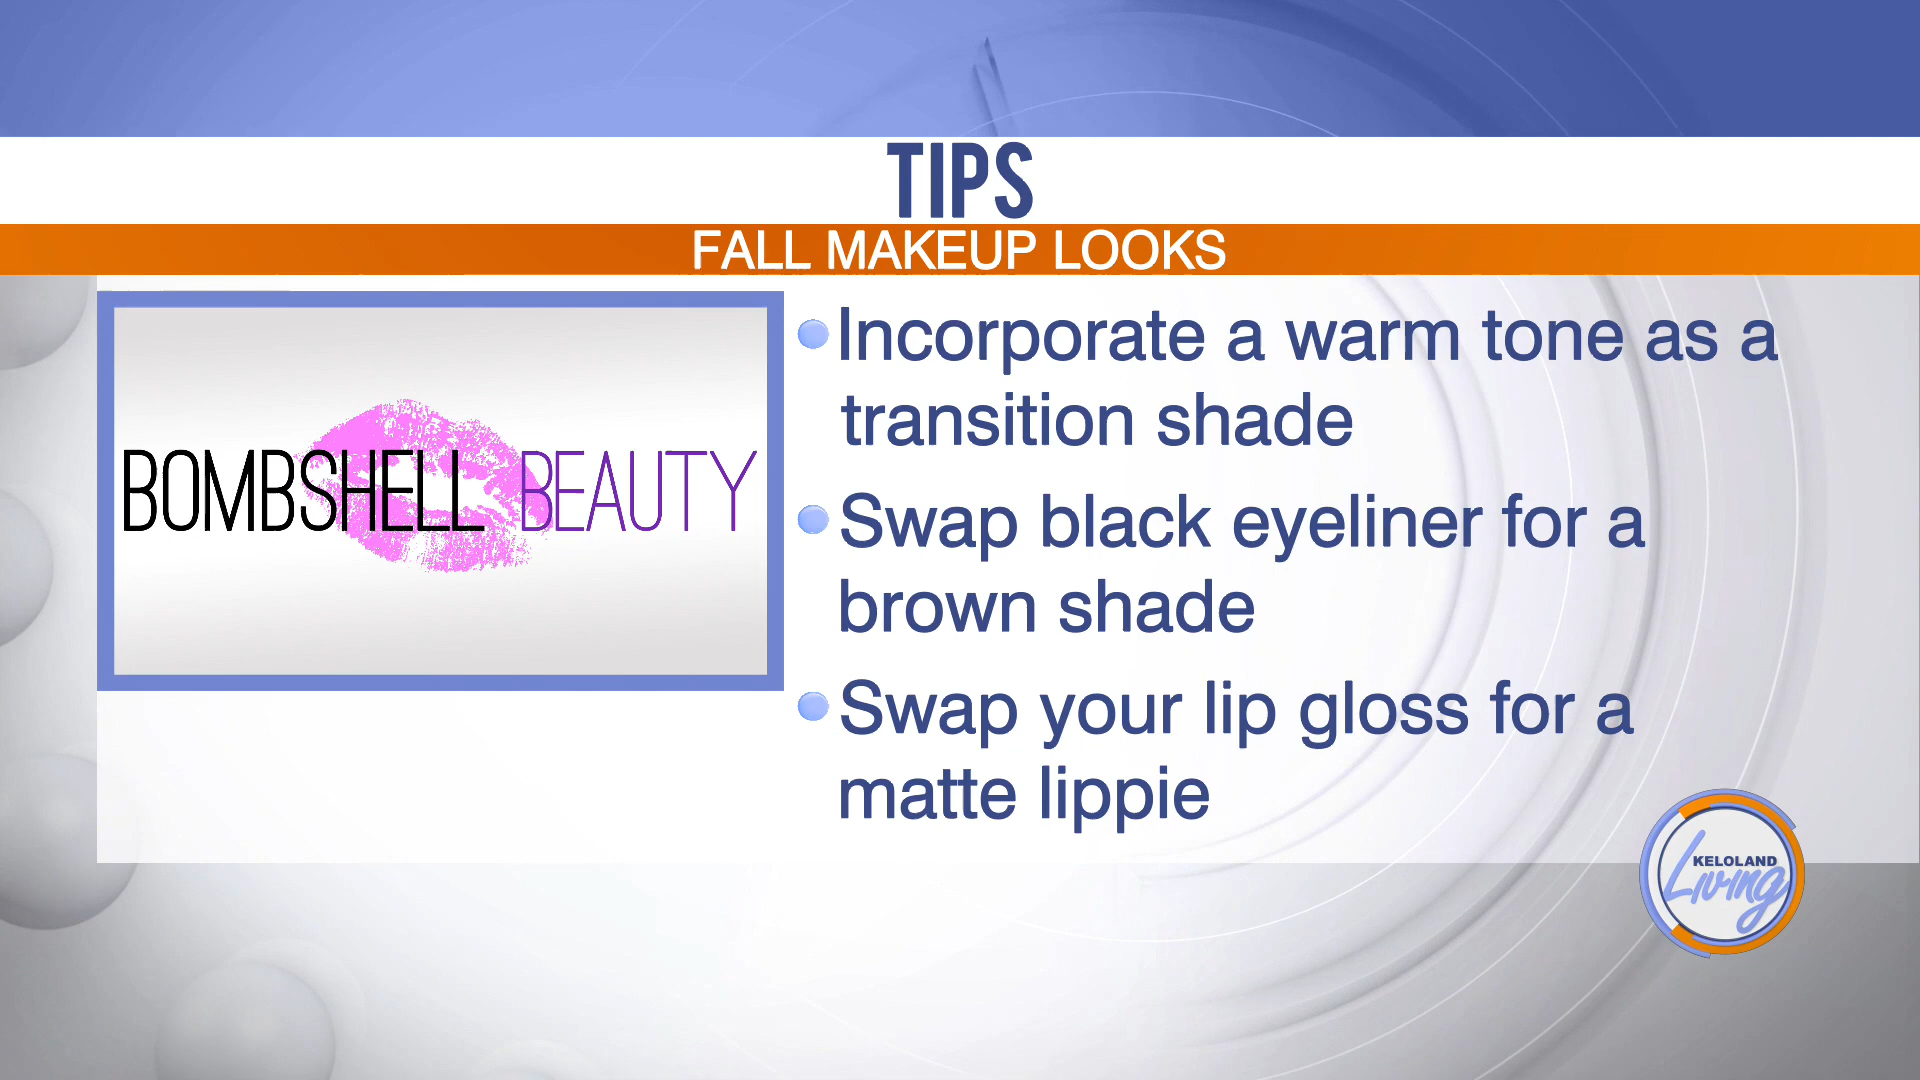 TIPS
FALL MAKEUP LOOKS
BOMBSHELL BEAUTY
Incorporate a warm tone as a
transition shade
Swap black eyeliner for a
brown shade
Swap your lip gloss for a
matte lippie
KELOLAND
Living